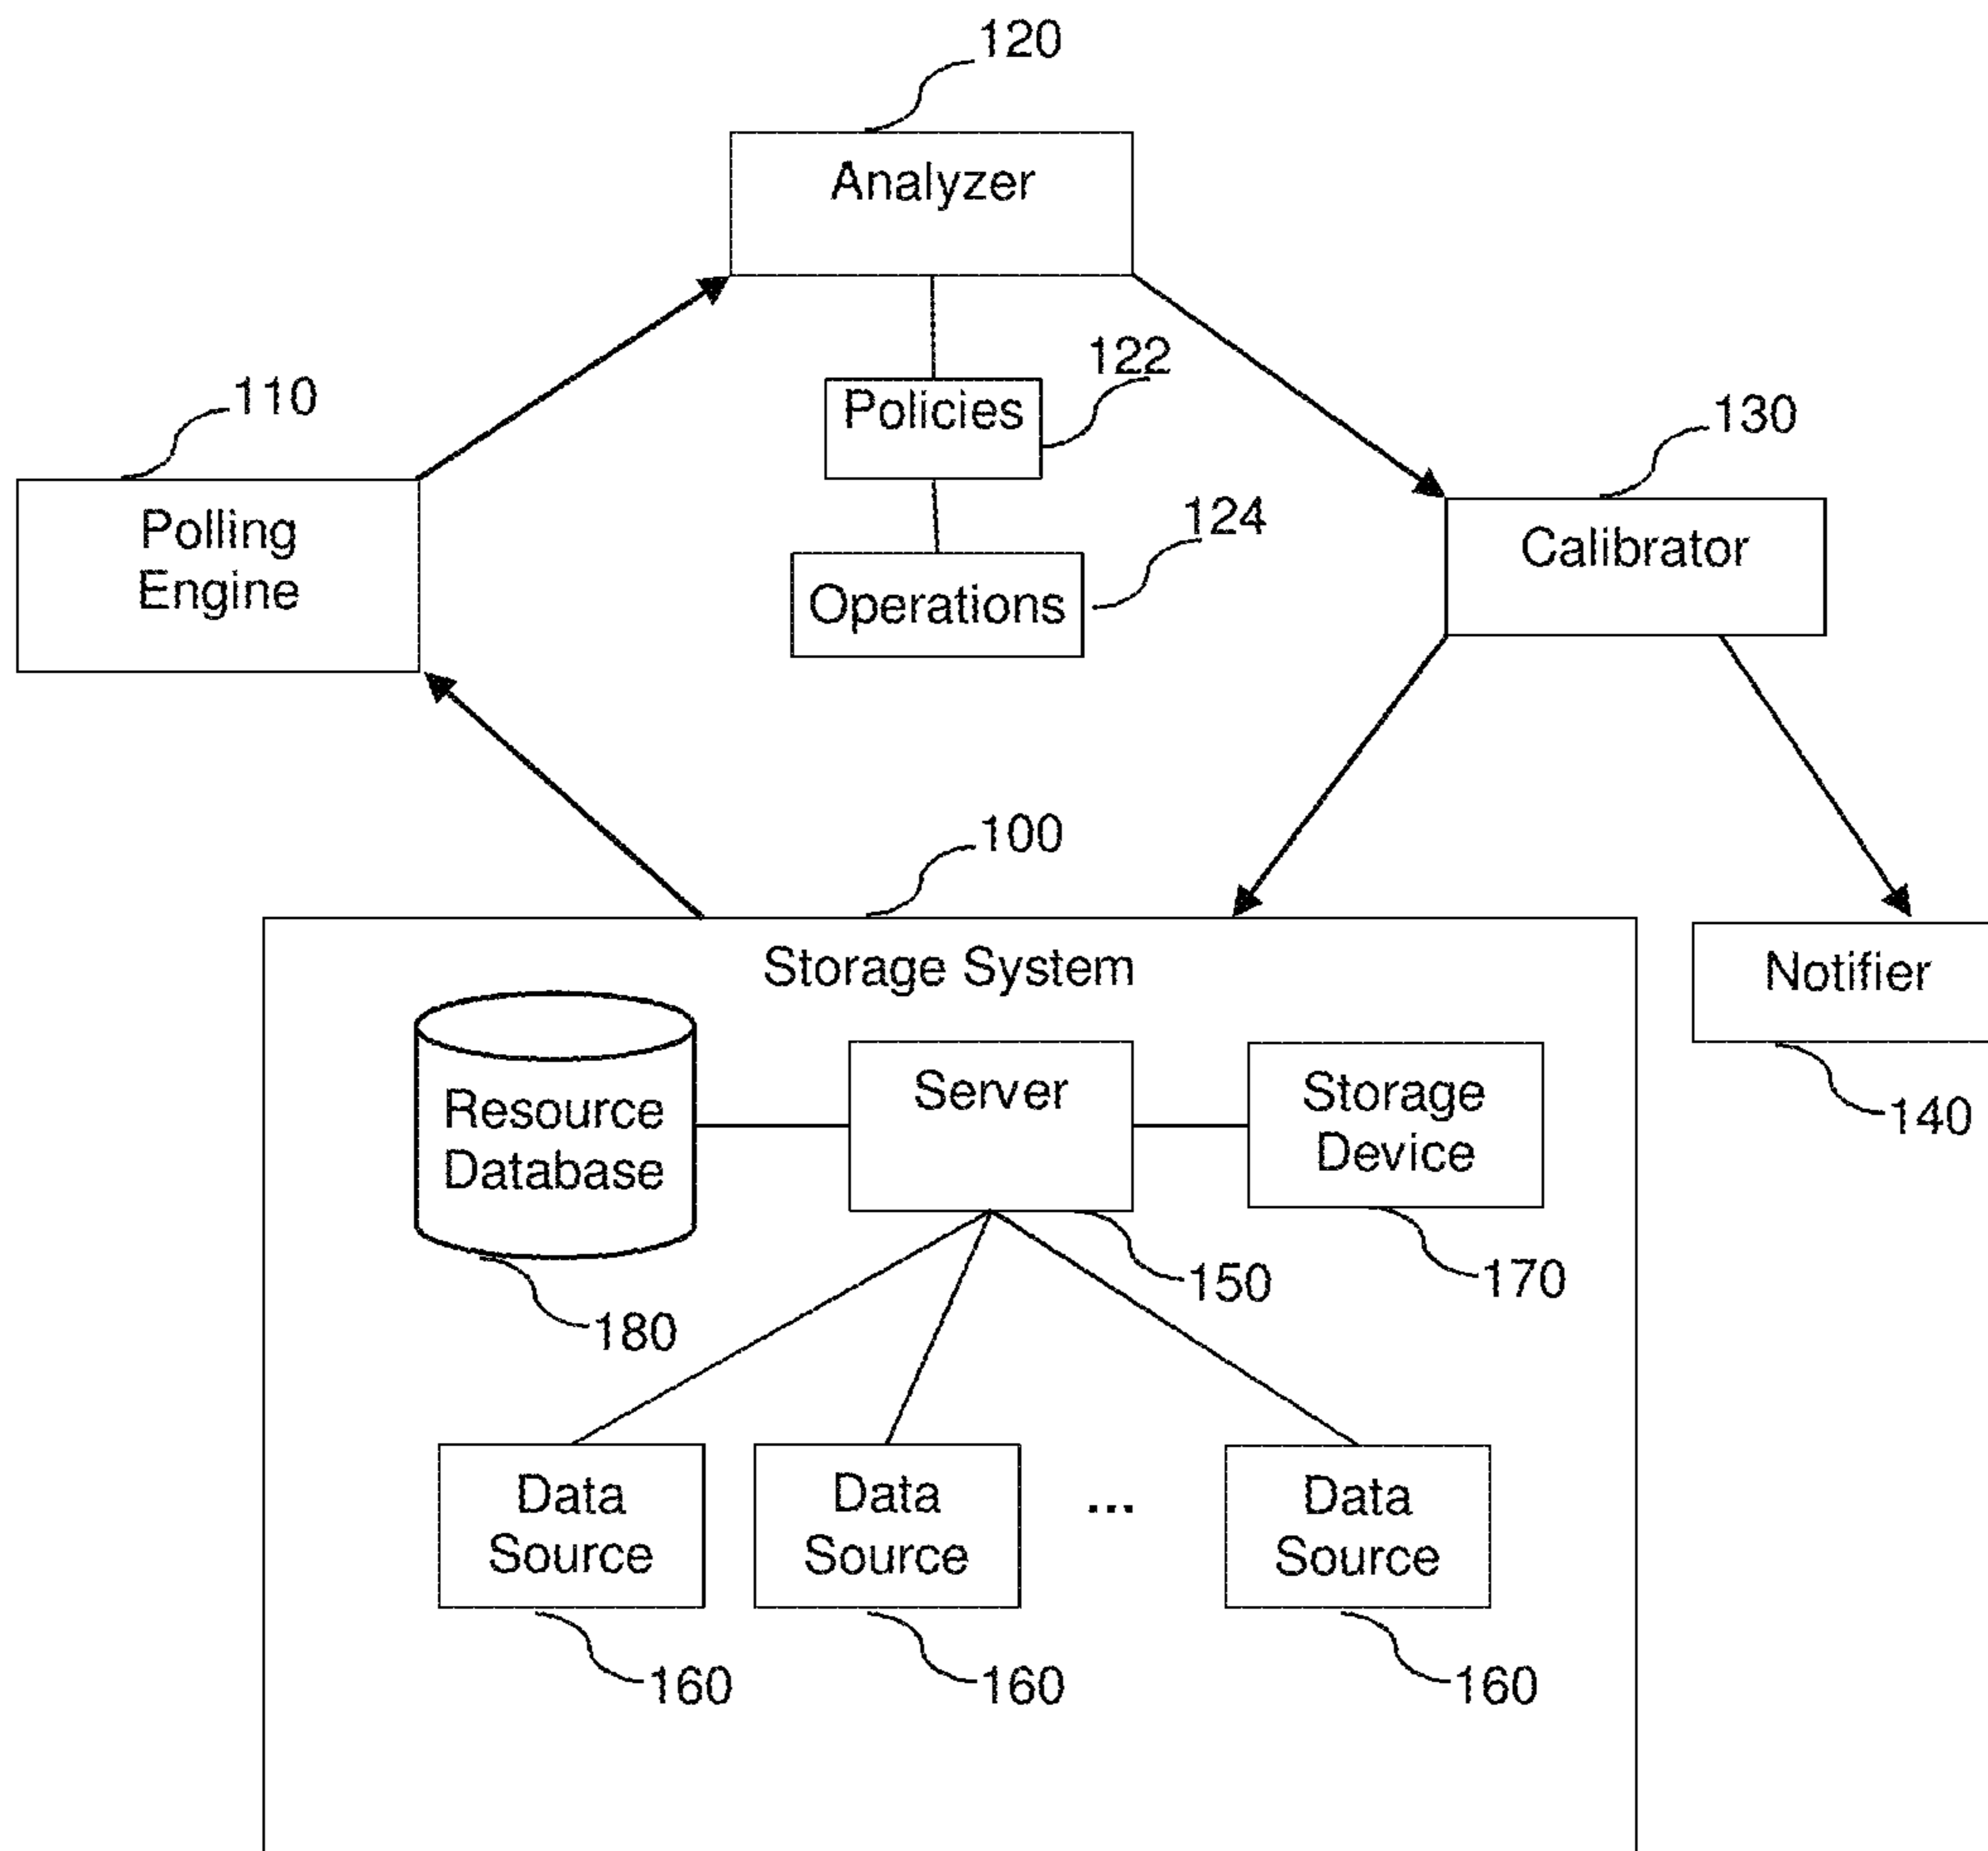 120
Analyzer
122
Policies
110
130
Polling
Engine
124
Calibrator
Operations
100
Storage System
Notifier
140
Resource
Database
Server
Storage
Device
180
150
170
Data
Source
Data
Source
...
Data
Source
160
160
160